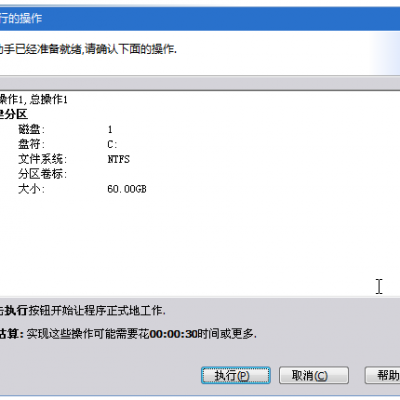 行的操作
助手已经准备就绪,请确认下面的操作.
操作1, 总操作1
建分区
磁盘: 1
盘符: C:
文件系统: NTFS
分区卷标:
大小: 60.00GB
击执行按钮开始让程序正式地工作.
估算: 实现这些操作可能需要花00:00:30时间或更多.
执行(P) 取消(C) 帮助